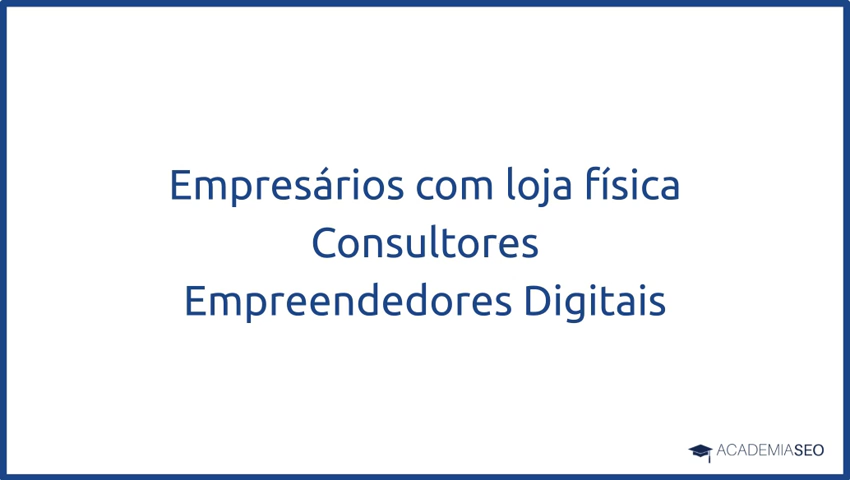 Empresários com loja física
Consultores
Empreendedores Digitais
ACADEMIASEO